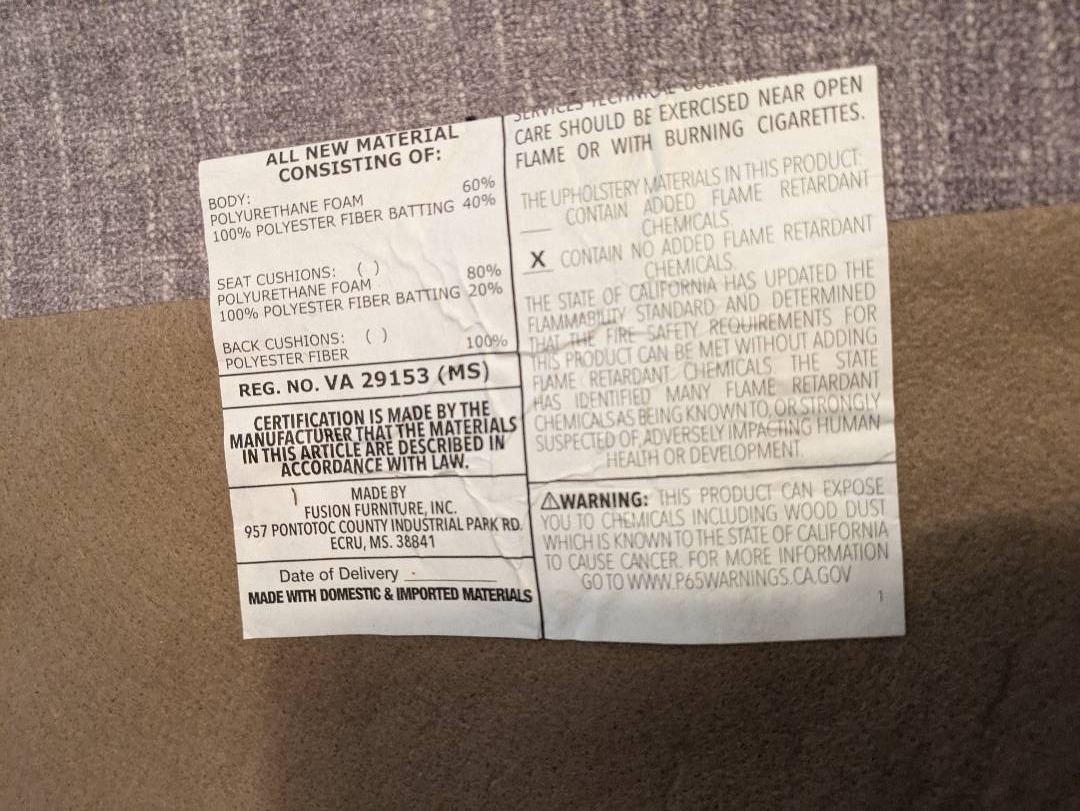 ALL NEW MATERIAL
CONSISTING OF:
BODY:
POLYURETHANE FOAM 60%
100% POLYESTER FIBER BATTING 40%
SEAT CUSHIONS: ( )
POLYURETHANE FOAM 80%
100% POLYESTER FIBER BATTING 20%
BACK CUSHIONS: ( )
POLYESTER FIBER 100%
REG. NO. VA 29153 (MS)
CERTIFICATION IS MADE BY THE
MANUFACTURER THAT THE MATERIALS
IN THIS ARTICLE ARE DESCRIBED IN
ACCORDANCE WITH LAW.
MADE BY
FUSION FURNITURE, INC.
957 PONTOTOC COUNTY INDUSTRIAL PARK RD.
ECRU, MS. 38841
Date of Delivery
MADE WITH DOMESTIC & IMPORTED MATERIALS
SERVICES TECHNICAL
CARE SHOULD BE EXERCISED NEAR OPEN
FLAME OR WITH BURNING CIGARETTES.
THE UPHOLSTERY MATERIALS IN THIS PRODUCT:
CONTAIN ADDED FLAME RETARDANT
CHEMICALS
X CONTAIN NO ADDED FLAME RETARDANT
CHEMICALS
THE STATE OF CALIFORNIA HAS UPDATED THE
FLAMMABILITY STANDARD AND DETERMINED
THAT THE FIRE SAFETY REQUIREMENTS FOR
THIS PRODUCT CAN BE MET WITHOUT ADDING
FLAME RETARDANT CHEMICALS. THE STATE
HAS IDENTIFIED MANY FLAME RETARDANT
CHEMICALS AS BEING KNOWN TO, OR STRONGLY
SUSPECTED OF, ADVERSELY IMPACTING HUMAN
HEALTH OR DEVELOPMENT.
⚠WARNING: THIS PRODUCT CAN EXPOSE
YOU TO CHEMICALS INCLUDING WOOD DUST
WHICH IS KNOWN TO THE STATE OF CALIFORNIA
TO CAUSE CANCER. FOR MORE INFORMATION
GO TO WWW.P65WARNINGS.CA.GOV
1